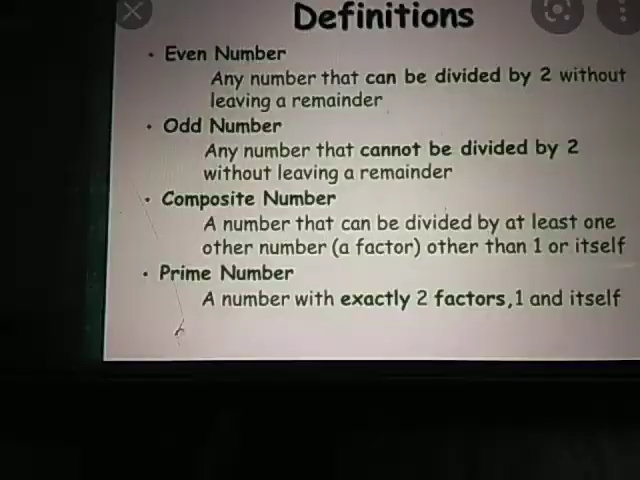 Definitions
• Even Number
Any number that can be divided by 2 without
leaving a remainder
• Odd Number
Any number that cannot be divided by 2
without leaving a remainder
• Composite Number
A number that can be divided by at least one
other number (a factor) other than 1 or itself
• Prime Number
A number with exactly 2 factors,1 and itself